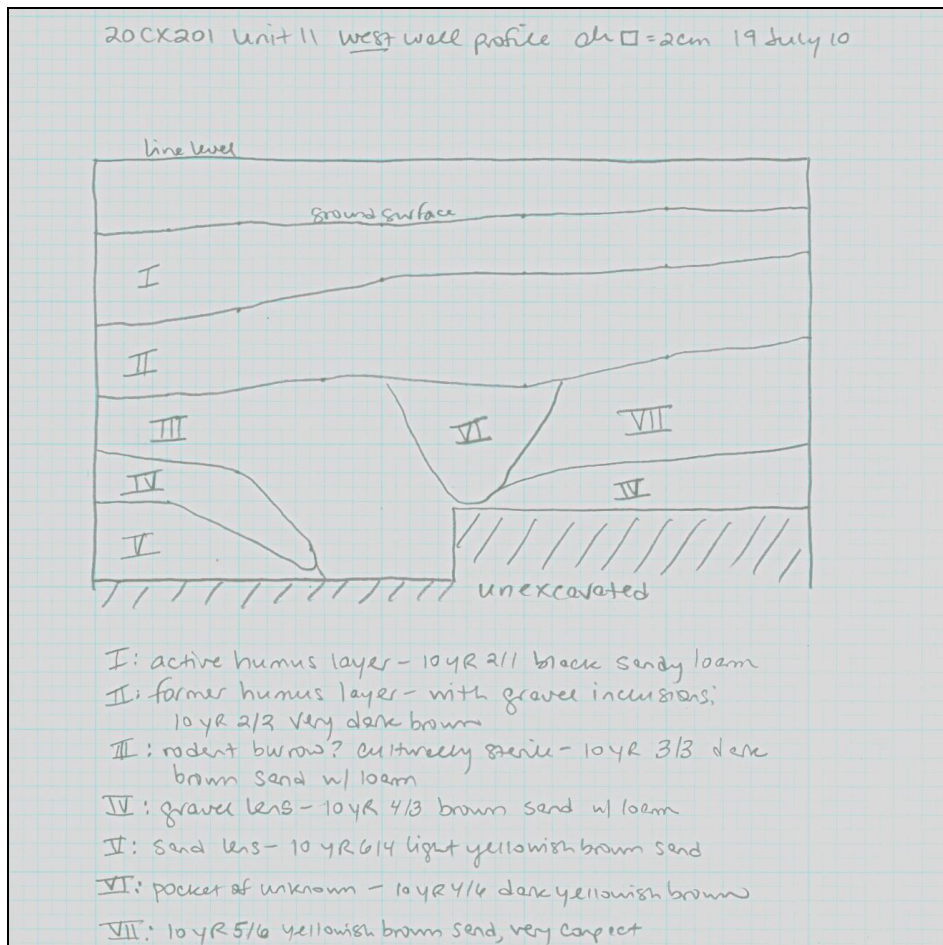 20CX201 Unit 11 west wall profile ch □=2cm 19 July 10
line level
ground surface
I
II
III
VI
VII
IV
IV
V
unexcavated
I: active humus layer - 10YR 2/1 black sandy loam
II: former humus layer - with gravel inclusions;
10YR 2/2 very dark brown
III: rodent burrow? culturally sterile - 10YR 3/3 dark
brown sand w/ loam
IV: gravel lens - 10YR 4/3 brown sand w/ loam
V: sand lens - 10YR 6/4 light yellowish brown sand
VI: pocket of unknown - 10YR 4/6 dark yellowish brown
VII: 10YR 5/6 yellowish brown sand, very conpect